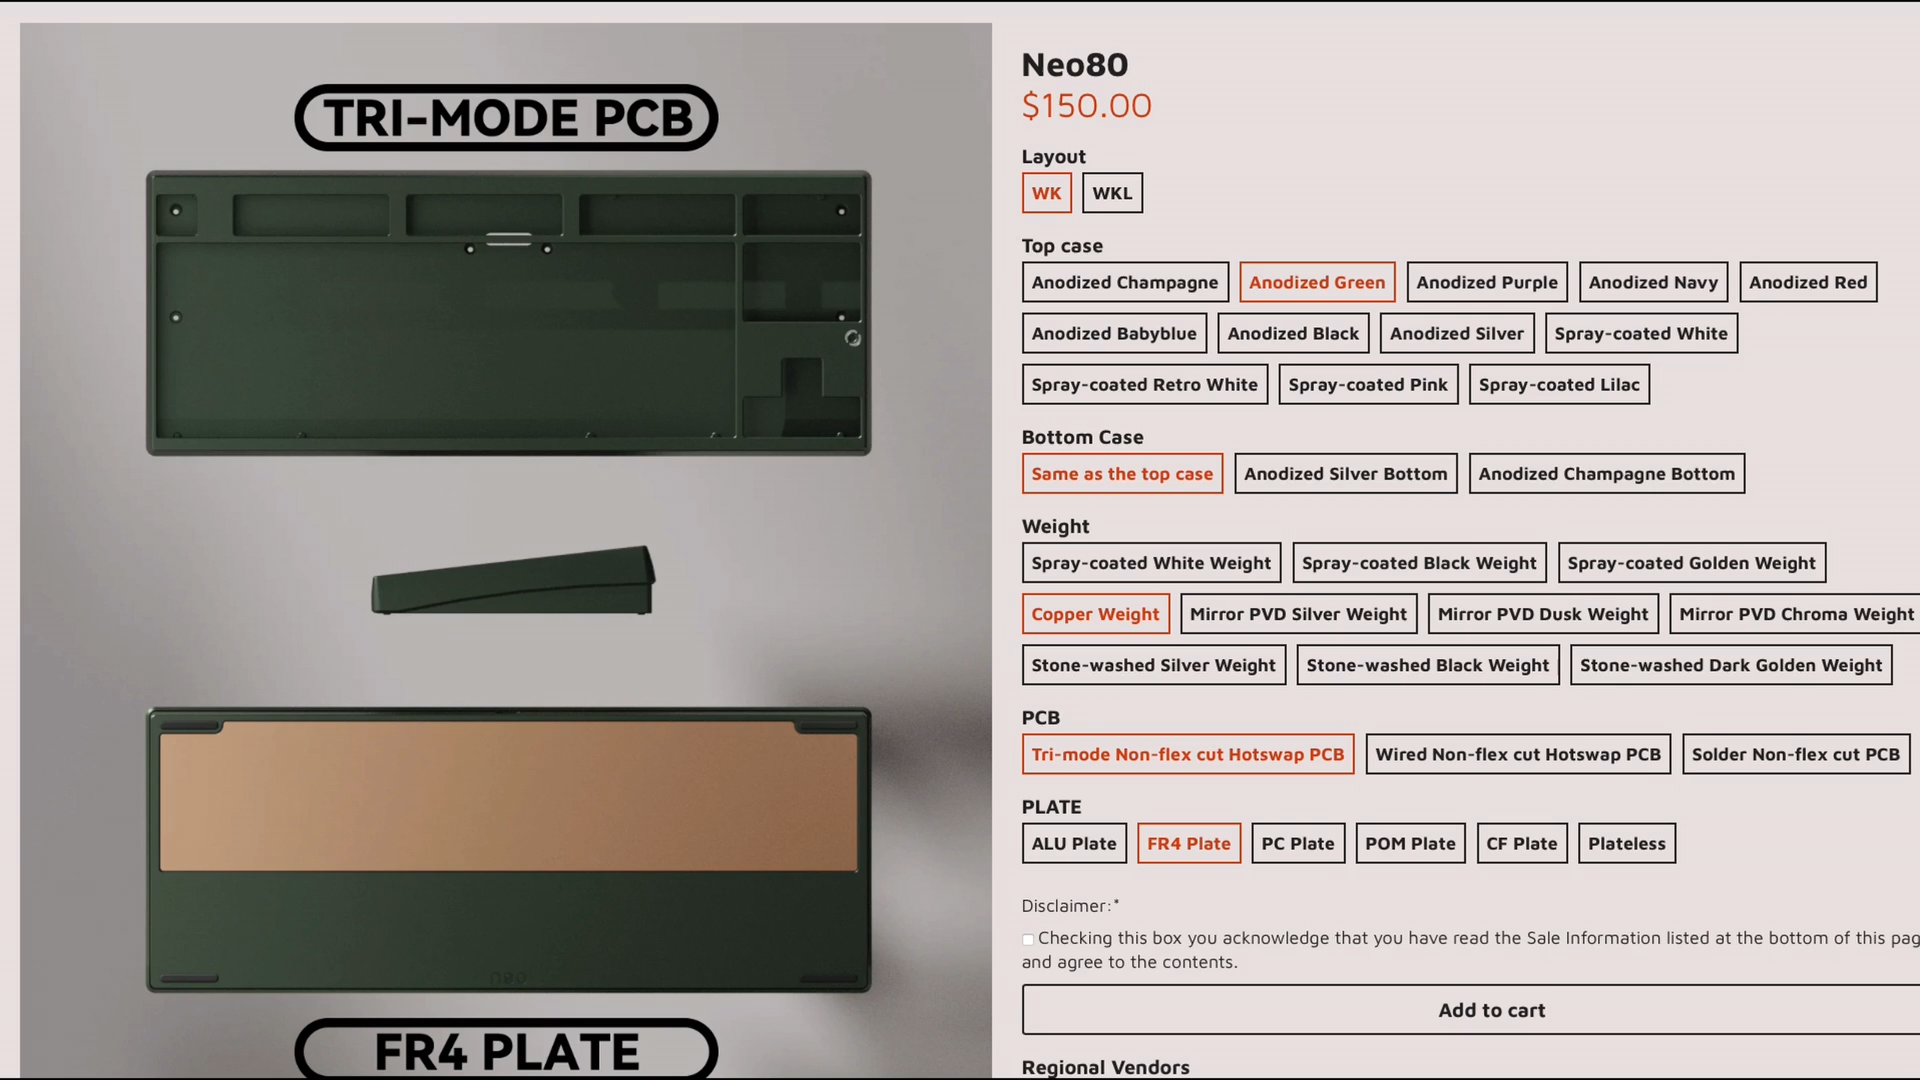 TRI-MODE PCB
neo
FR4 PLATE
Neo80
$150.00
Layout
WK WKL
Top case
Anodized Champagne Anodized Green Anodized Purple Anodized Navy Anodized Red
Anodized Babyblue Anodized Black Anodized Silver Spray-coated White
Spray-coated Retro White Spray-coated Pink Spray-coated Lilac
Bottom Case
Same as the top case Anodized Silver Bottom Anodized Champagne Bottom
Weight
Spray-coated White Weight Spray-coated Black Weight Spray-coated Golden Weight
Copper Weight Mirror PVD Silver Weight Mirror PVD Dusk Weight Mirror PVD Chroma Weight
Stone-washed Silver Weight Stone-washed Black Weight Stone-washed Dark Golden Weight
PCB
Tri-mode Non-flex cut Hotswap PCB Wired Non-flex cut Hotswap PCB Solder Non-flex cut PCB
PLATE
ALU Plate FR4 Plate PC Plate POM Plate CF Plate Plateless
Disclaimer:*
Checking this box you acknowledge that you have read the Sale Information listed at the bottom of this pag
and agree to the contents.
Add to cart
Regional Vendors